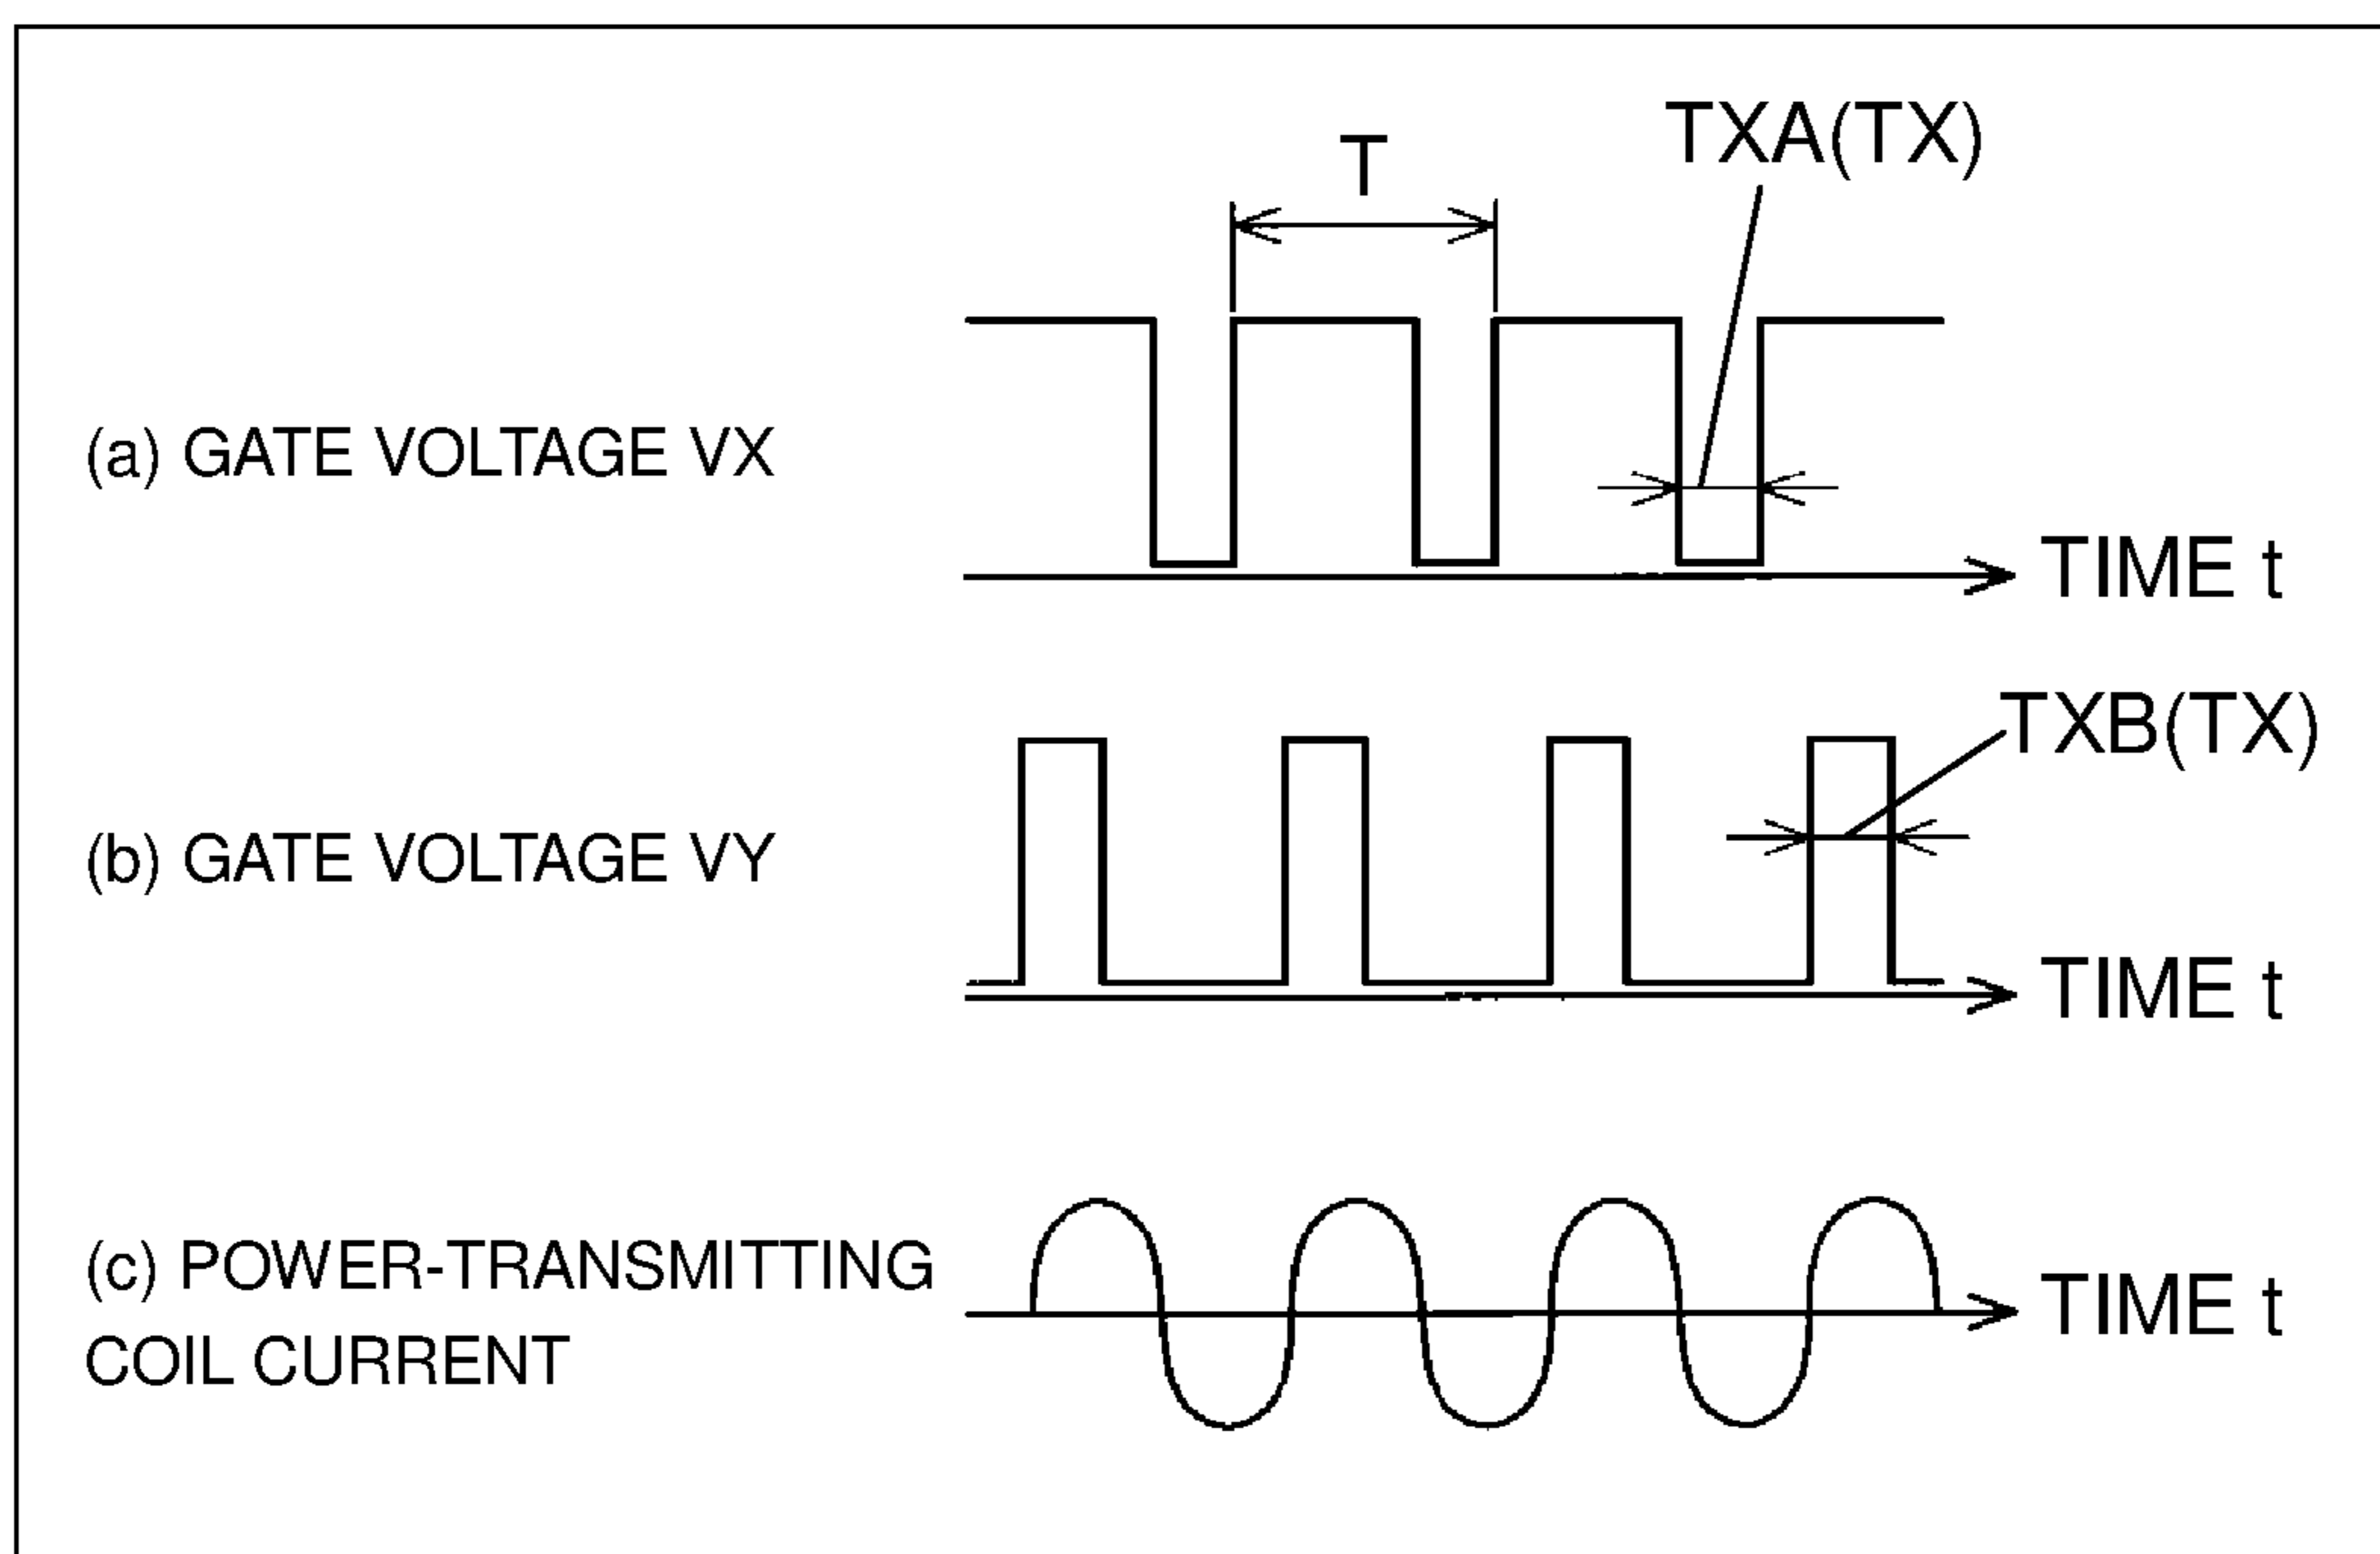 T
TXA(TX)
(a) GATE VOLTAGE VX
TIME t
TXB(TX)
(b) GATE VOLTAGE VY
TIME t
(c) POWER-TRANSMITTING
COIL CURRENT
TIME t